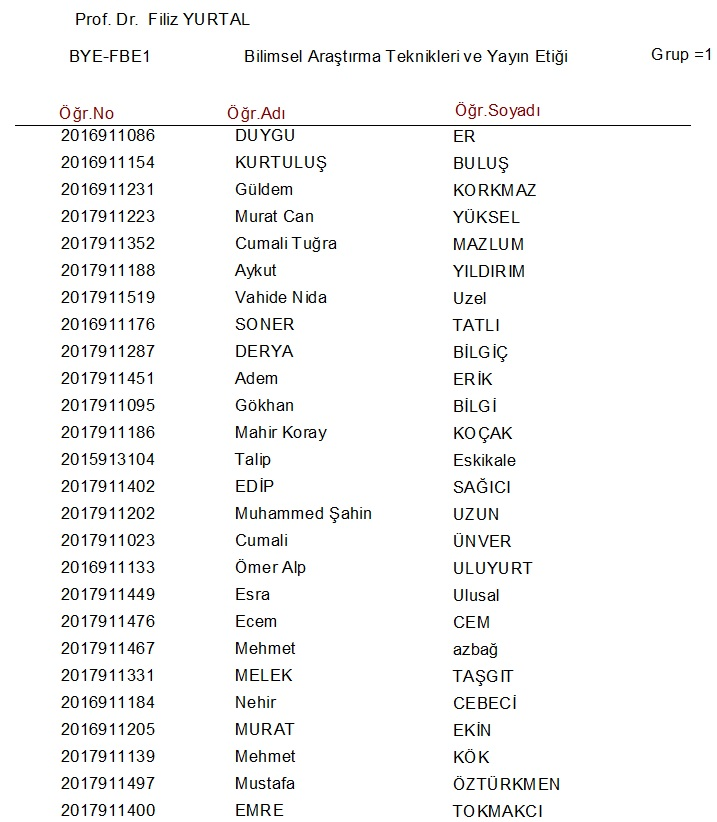 Prof. Dr. Filiz YURTAL
BYE-FBE1 Bilimsel Araştırma Teknikleri ve Yayın Etiği Grup =1
Öğr.No Öğr.Adı Öğr.Soyadı
2016911086 DUYGU ER
2016911154 KURTULUŞ BULUŞ
2016911231 Güldem KORKMAZ
2017911223 Murat Can YÜKSEL
2017911352 Cumali Tuğra MAZLUM
2017911188 Aykut YILDIRIM
2017911519 Vahide Nida Uzel
2016911176 SONER TATLI
2017911287 DERYA BİLGİÇ
2017911451 Adem ERİK
2017911095 Gökhan BİLGİ
2017911186 Mahir Koray KOÇAK
2015913104 Talip Eskikale
2017911402 EDİP SAĞICI
2017911202 Muhammed Şahin UZUN
2017911023 Cumali ÜNVER
2016911133 Ömer Alp ULUYURT
2017911449 Esra Ulusal
2017911476 Ecem CEM
2017911467 Mehmet azbağ
2017911331 MELEK TAŞGIT
2016911184 Nehir CEBECİ
2016911205 MURAT EKİN
2017911139 Mehmet KÖK
2017911497 Mustafa ÖZTÜRKMEN
2017911400 EMRE TOKMAKCI